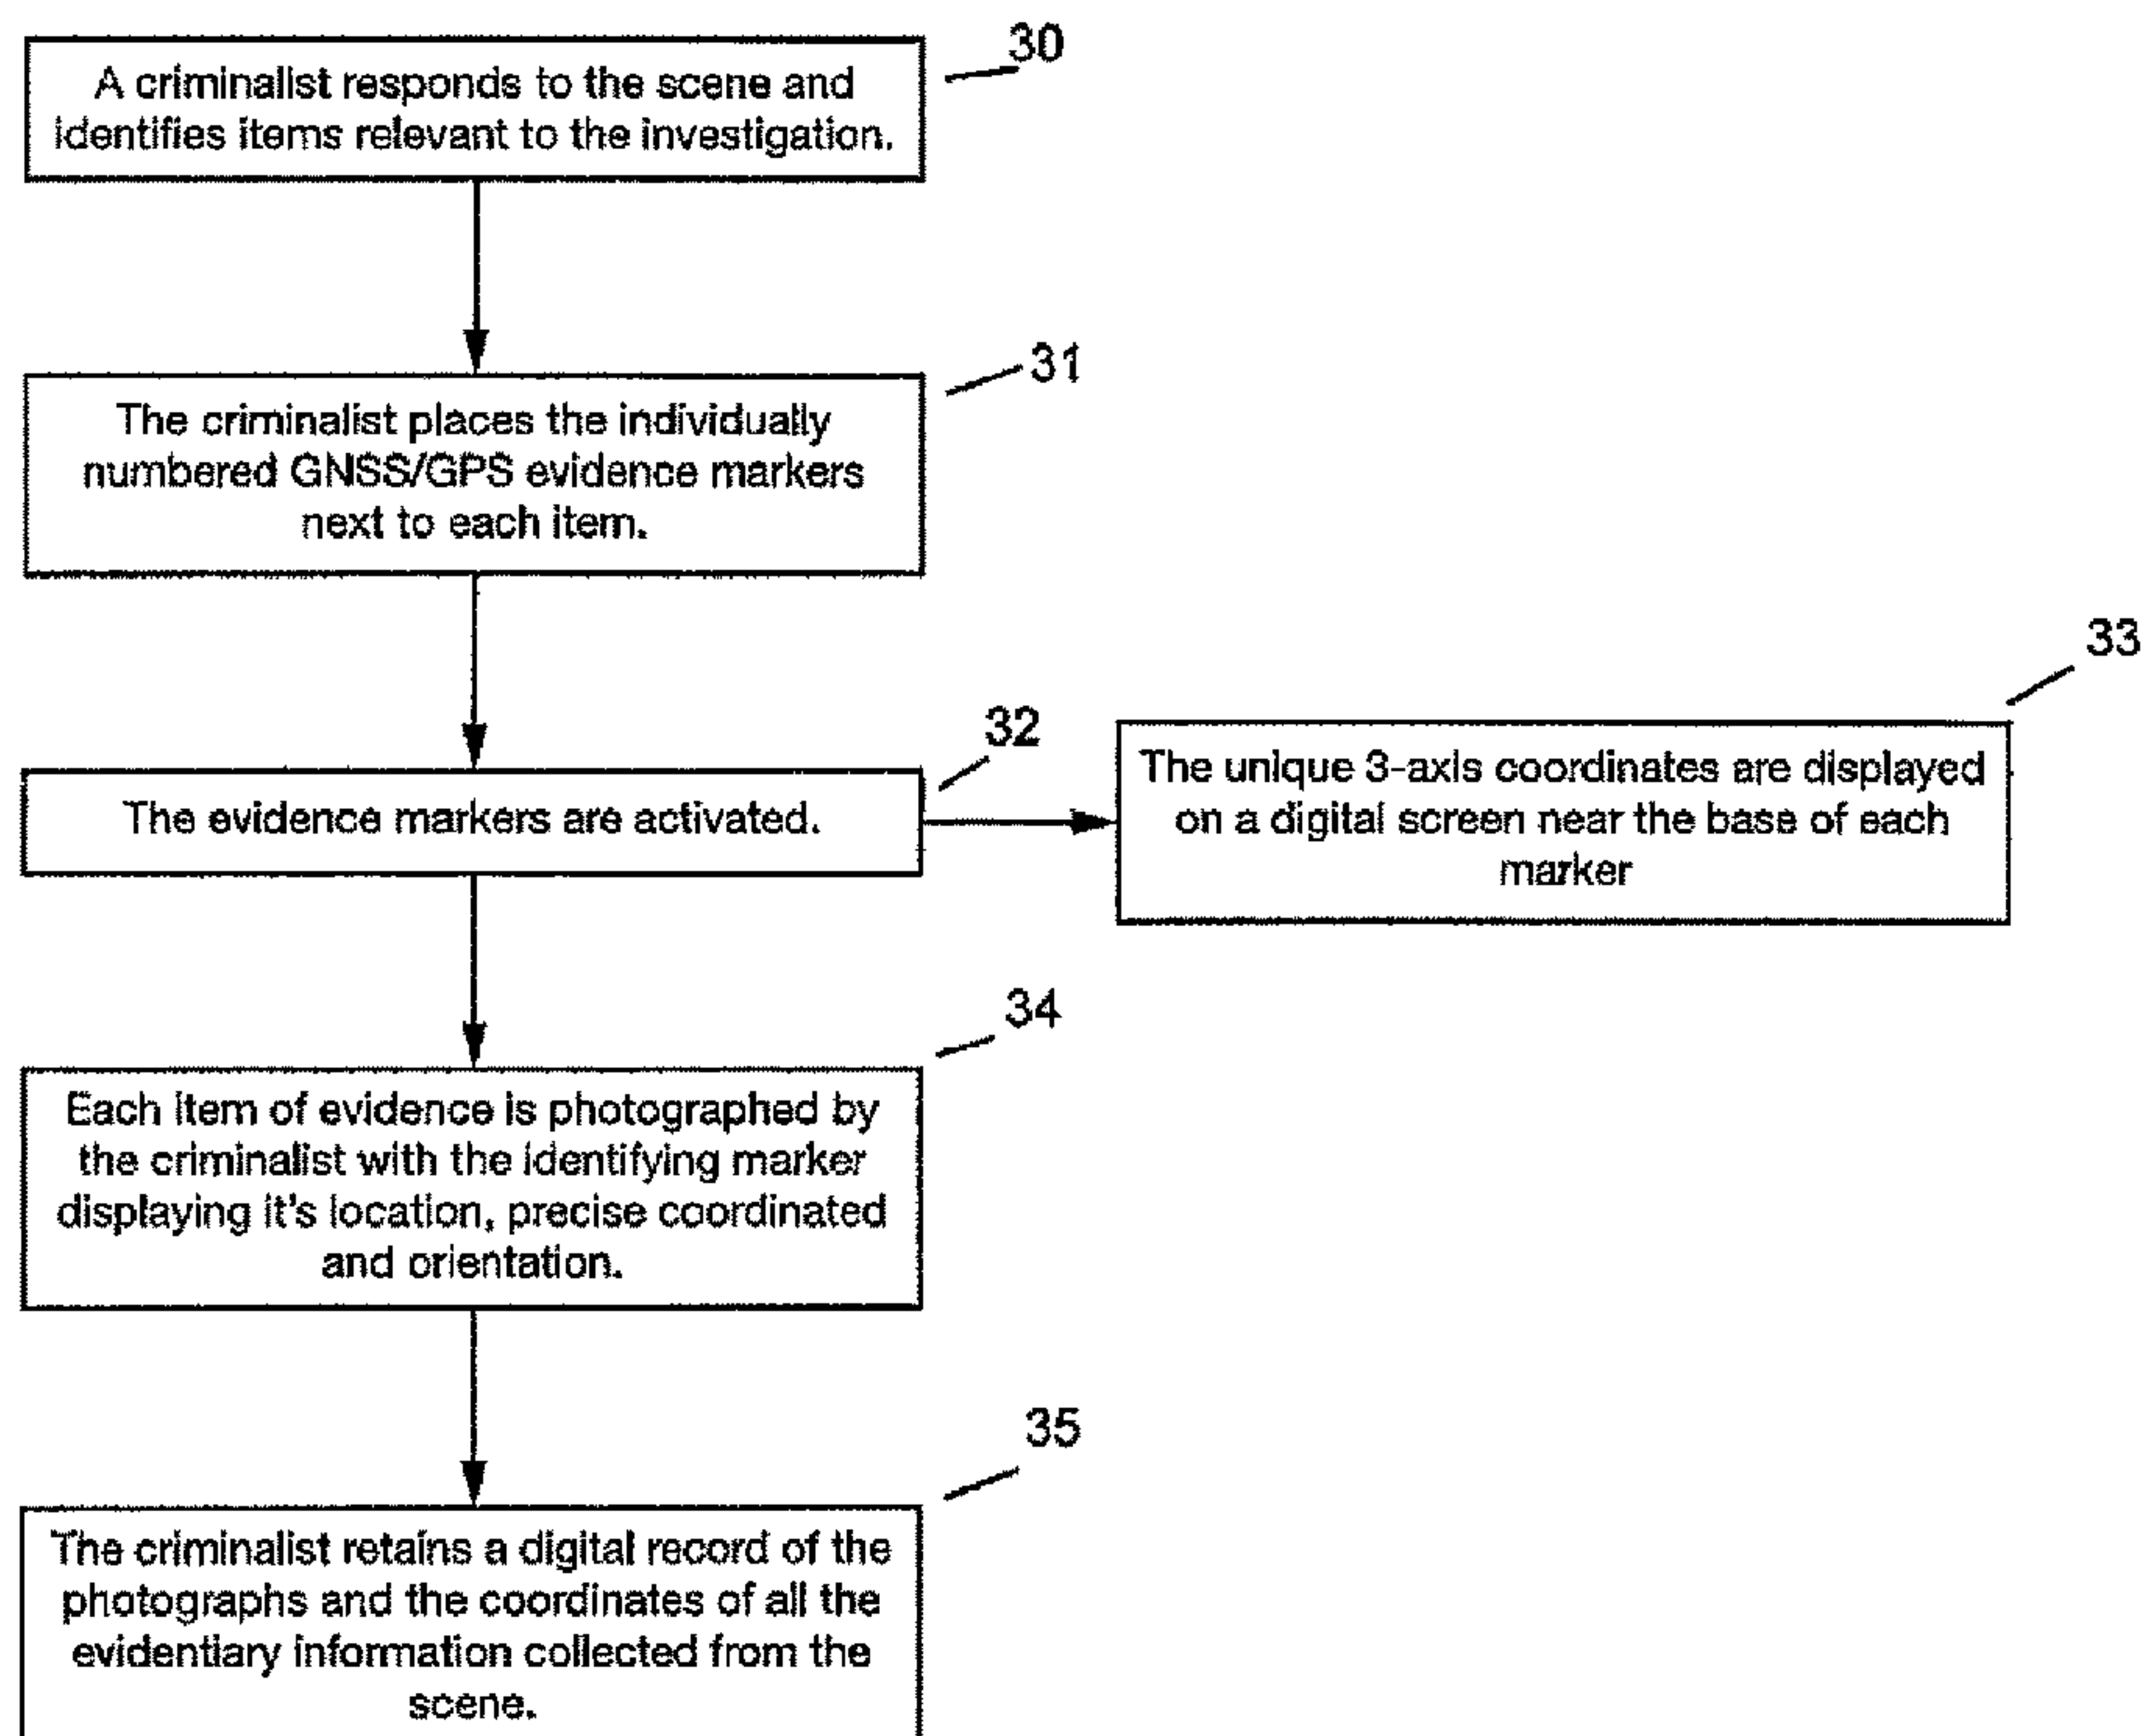 30
A criminalist responds to the scene and
identifies items relevant to the investigation.
31
The criminalist places the individually
numbered GNSS/GPS evidence markers
next to each item.
32
The evidence markers are activated.
33
The unique 3-axis coordinates are displayed
on a digital screen near the base of each
marker
34
Each item of evidence is photographed by
the criminalist with the identifying marker
displaying it's location, precise coordinated
and orientation.
35
The criminalist retains a digital record of the
photographs and the coordinates of all the
evidentiary information collected from the
scene.